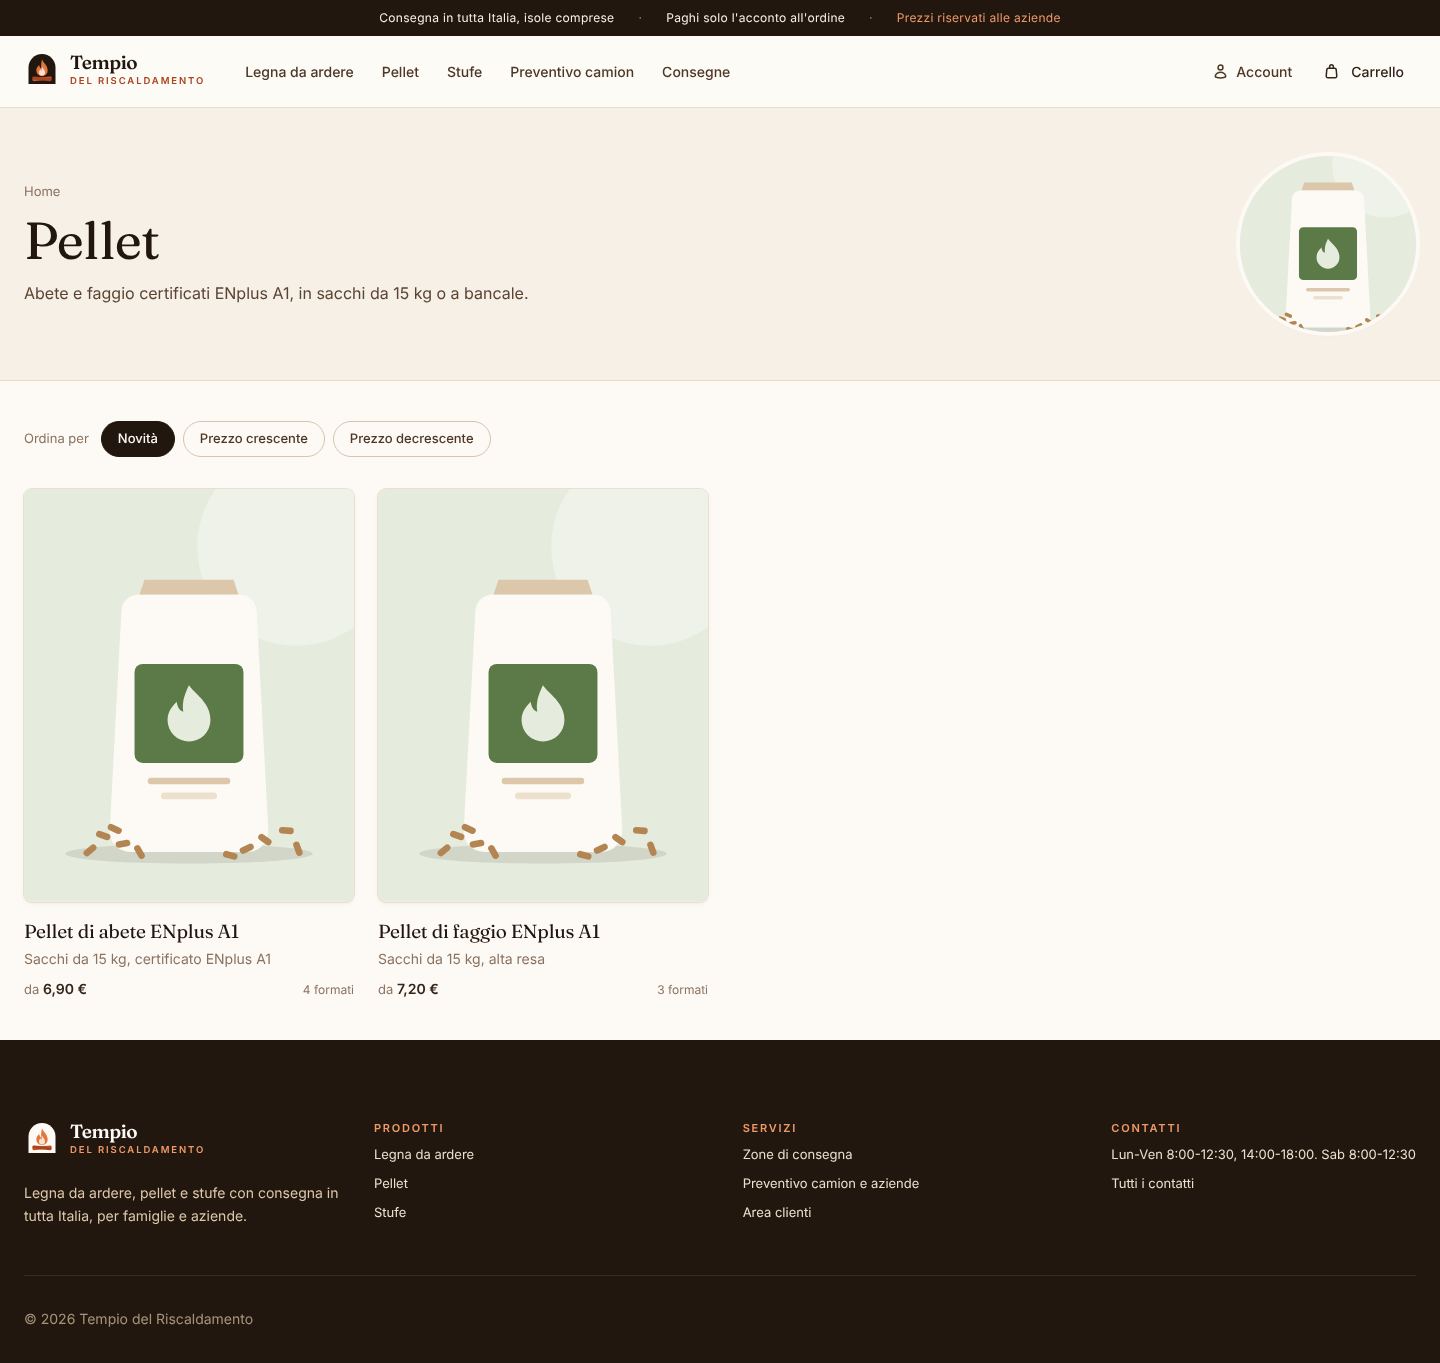 Consegna in tutta Italia, isole comprese · Paghi solo l'acconto all'ordine · Prezzi riservati alle aziende
Tempio
DEL RISCALDAMENTO
Legna da ardere Pellet Stufe Preventivo camion Consegne
Account Carrello
Home
Pellet
Abete e faggio certificati ENplus A1, in sacchi da 15 kg o a bancale.
Ordina per Novità Prezzo crescente Prezzo decrescente
Pellet di abete ENplus A1
Sacchi da 15 kg, certificato ENplus A1
da 6,90 € 4 formati
Pellet di faggio ENplus A1
Sacchi da 15 kg, alta resa
da 7,20 € 3 formati
Tempio
DEL RISCALDAMENTO
Legna da ardere, pellet e stufe con consegna in
tutta Italia, per famiglie e aziende.
PRODOTTI
Legna da ardere
Pellet
Stufe
SERVIZI
Zone di consegna
Preventivo camion e aziende
Area clienti
CONTATTI
Lun-Ven 8:00-12:30, 14:00-18:00. Sab 8:00-12:30
Tutti i contatti
© 2026 Tempio del Riscaldamento